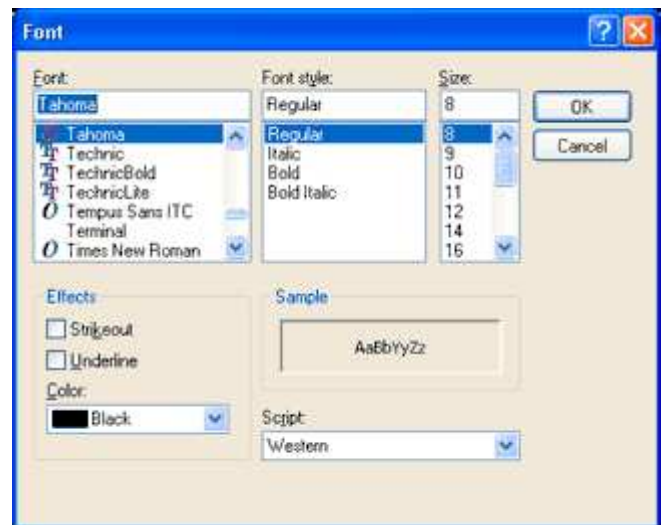 Font
Font: Font style: Size:
Tahoma Regular 8 OK
Tahoma Regular 8 Cancel
Technic Italic 9
TechnicBold Bold 10
TechnicLite Bold Italic 11
Tempus Sans ITC 12
Terminal 14
Times New Roman 16
Effects Sample
Strikeout
Underline
AaBbYyZz
Color:
Black
Script:
Western